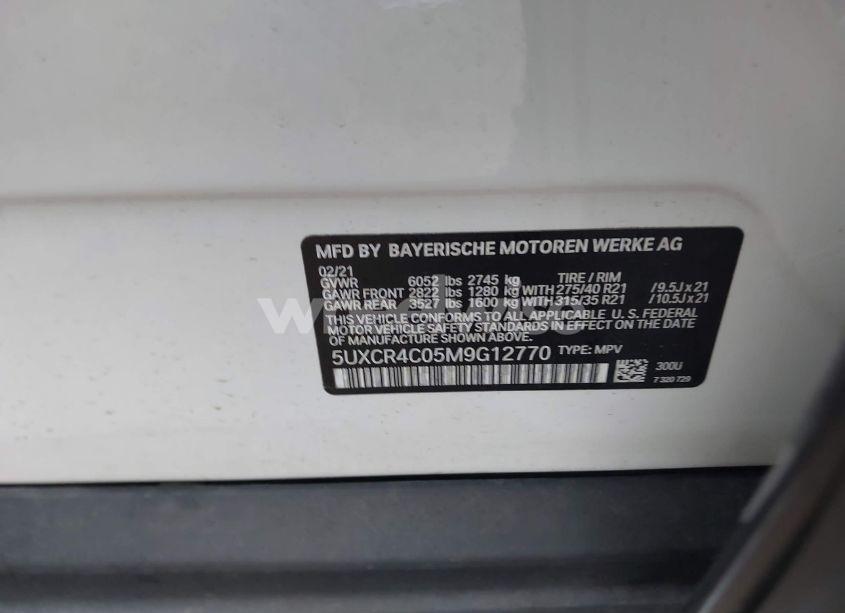 MFD BY BAYERISCHE MOTOREN WERKE AG
02/21
GVWR 6052 lbs 2745 kg TIRE / RIM
GAWR FRONT 2822 lbs 1280 kg WITH 275/40 R21 /9.5J x 21
GAWR REAR 3527 lbs 1600 kg WITH 315/35 R21 /10.5J x 21
THIS VEHICLE CONFORMS TO ALL APPLICABLE U. S. FEDERAL
MOTOR VEHICLE SAFETY STANDARDS IN EFFECT ON THE DATE
OF MANUFACTURE SHOWN ABOVE.
5UXCR4C05M9G12770 TYPE: MPV
300U
7 320 729